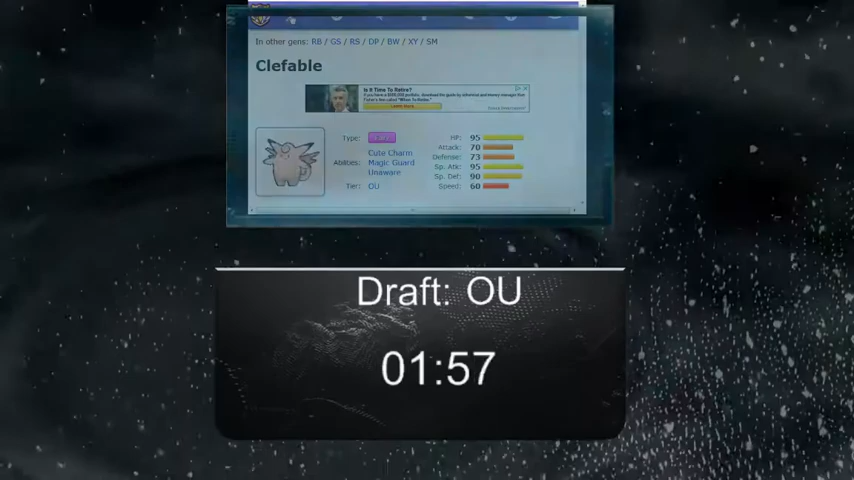 In other gens: RB / GS / RS / DP / BW / XY / SM
Clefable
Is It Time To Retire?
Type:
Abilities:
Cute Charm
Magic Guard
Unaware
Tier:
OU
HP: 95
Attack: 70
Defense: 73
Sp. Atk: 95
Sp. Def: 90
Speed: 60
Draft: OU
01:57